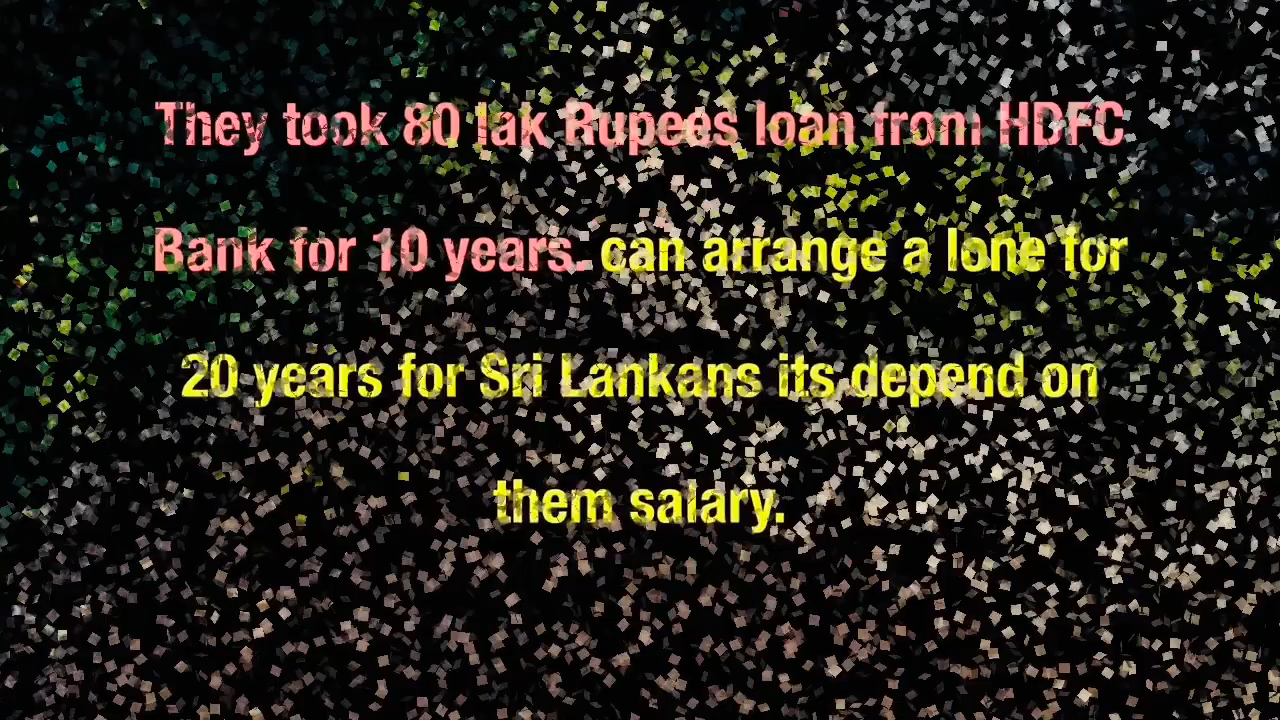 They took 80 lak Rupees loan from HDFC
Bank for 10 years. can arrange a lone for
20 years for Sri Lankans its depend on
them salary.